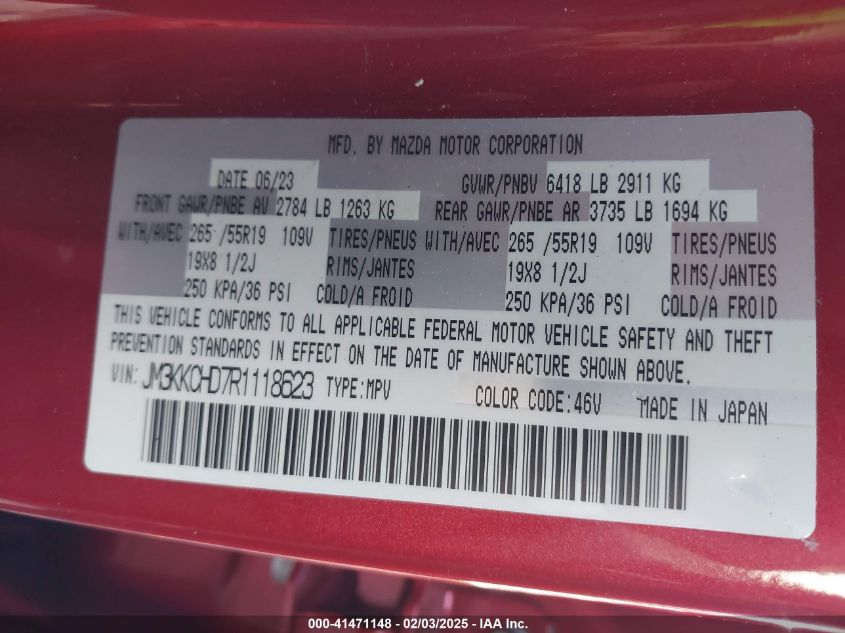 MFD. BY MAZDA MOTOR CORPORATION
DATE 06/23 GVWR/PNBV 6418 LB 2911 KG
FRONT GAWR/PNBE AV 2784 LB 1263 KG REAR GAWR/PNBE AR 3735 LB 1694 KG
WITH/AVEC 265 /55R19 109V TIRES/PNEUS WITH/AVEC 265 /55R19 109V TIRES/PNEUS
19X8 1/2J RIMS/JANTES 19X8 1/2J RIMS/JANTES
250 KPA/36 PSI COLD/A FROID 250 KPA/36 PSI COLD/A FROID
THIS VEHICLE CONFORMS TO ALL APPLICABLE FEDERAL MOTOR VEHICLE SAFETY AND THEFT
PREVENTION STANDARDS IN EFFECT ON THE DATE OF MANUFACTURE SHOWN ABOVE.
VIN: JM3KKCHD7R1118623 TYPE:MPV COLOR CODE:46V MADE IN JAPAN
000-41471148 - 02/03/2025 - IAA Inc.